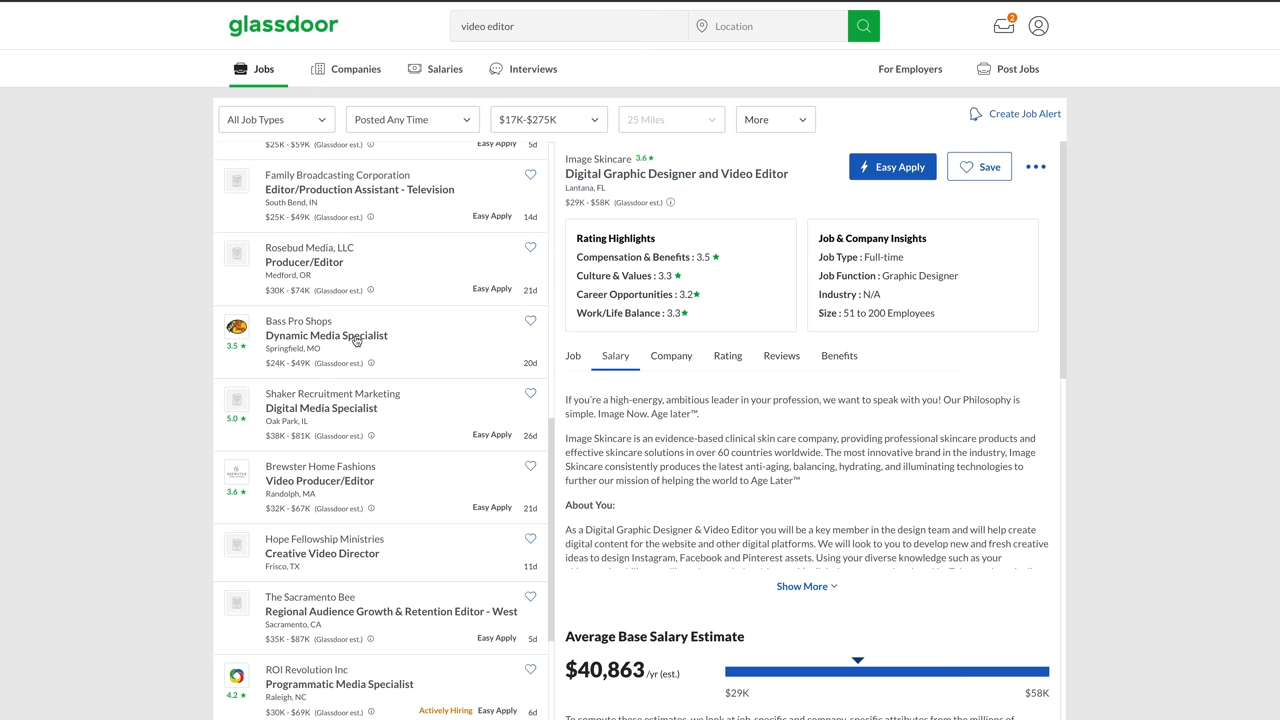 glassdoor
video editor
Location
2
Jobs
Companies
Salaries
Interviews
For Employers
Post Jobs
All Job Types
Posted Any Time
$17K-$275K
25 Miles
More
Create Job Alert
$25K - $59K (Glassdoor est.)
Easy Apply
5d
Family Broadcasting Corporation
Editor/Production Assistant - Television
South Bend, IN
$25K - $49K (Glassdoor est.)
Easy Apply
14d
Rosebud Media, LLC
Producer/Editor
Medford, OR
$30K - $74K (Glassdoor est.)
Easy Apply
21d
Bass Pro Shops
Dynamic Media Specialist
3.5 ★
Springfield, MO
$24K - $49K (Glassdoor est.)
20d
Shaker Recruitment Marketing
Digital Media Specialist
5.0 ★
Oak Park, IL
$38K - $81K (Glassdoor est.)
Easy Apply
26d
Brewster Home Fashions
Video Producer/Editor
3.6 ★
Randolph, MA
$32K - $67K (Glassdoor est.)
Easy Apply
21d
Hope Fellowship Ministries
Creative Video Director
Frisco, TX
11d
The Sacramento Bee
Regional Audience Growth & Retention Editor - West
Sacramento, CA
$35K - $87K (Glassdoor est.)
Easy Apply
5d
ROI Revolution Inc
Programmatic Media Specialist
4.2 ★
Raleigh, NC
$30K - $69K (Glassdoor est.)
Actively Hiring
Easy Apply
6d
Image Skincare 3.6 ★
Digital Graphic Designer and Video Editor
Lantana, FL
$29K - $58K (Glassdoor est.)
Easy Apply
Save
Rating Highlights
Compensation & Benefits : 3.5 ★
Culture & Values : 3.3 ★
Career Opportunities : 3.2★
Work/Life Balance : 3.3★
Job & Company Insights
Job Type : Full-time
Job Function : Graphic Designer
Industry : N/A
Size : 51 to 200 Employees
Job
Salary
Company
Rating
Reviews
Benefits
If you're a high-energy, ambitious leader in your profession, we want to speak with you! Our Philosophy is
simple. Image Now. Age later™.
Image Skincare is an evidence-based clinical skin care company, providing professional skincare products and
effective skincare solutions in over 60 countries worldwide. The most innovative brand in the industry, Image
Skincare consistently produces the latest anti-aging, balancing, hydrating, and illuminating technologies to
further our mission of helping the world to Age Later™
About You:
As a Digital Graphic Designer & Video Editor you will be a key member in the design team and will help create
digital content for the website and other digital platforms. We will look to you to develop new and fresh creative
ideas to design Instagram, Facebook and Pinterest assets. Using your diverse knowledge such as your
Show More
Average Base Salary Estimate
$40,863 /yr (est.)
$29K
$58K
To compute these estimates, we look at job-specific and company-specific attributes from the millions of